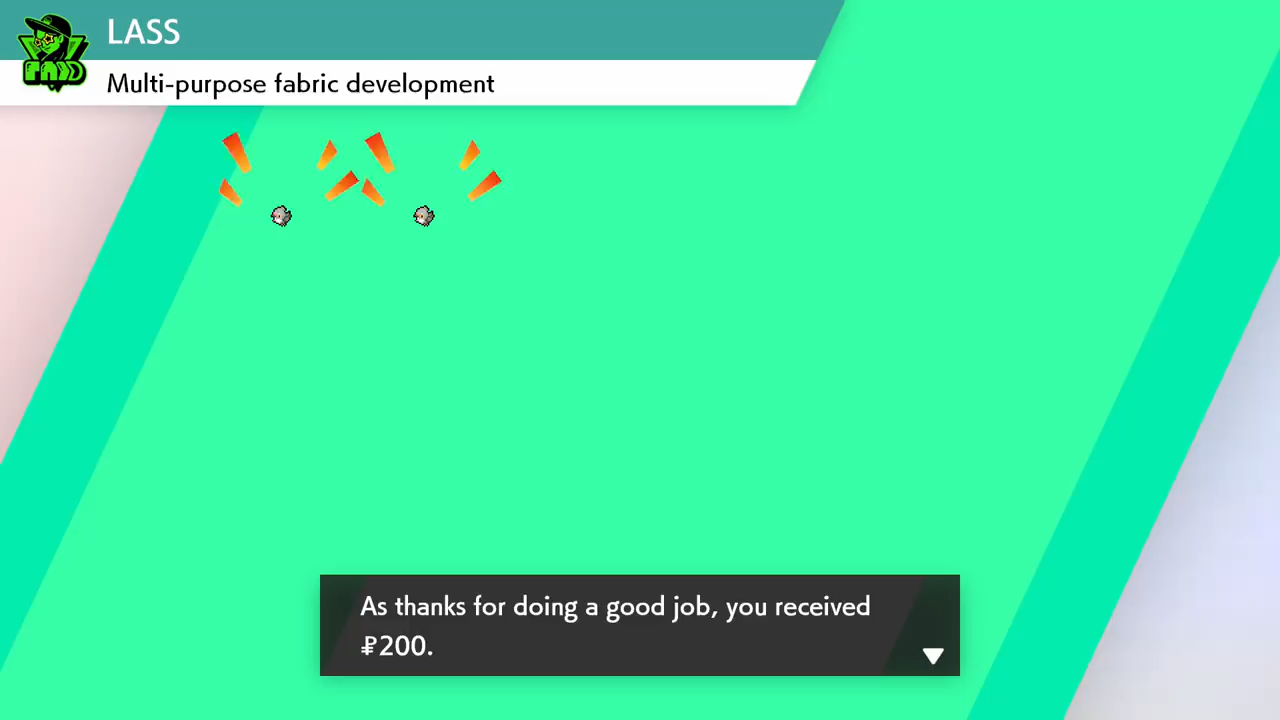 LASS
Multi-purpose fabric development
As thanks for doing a good job, you received
₽200.